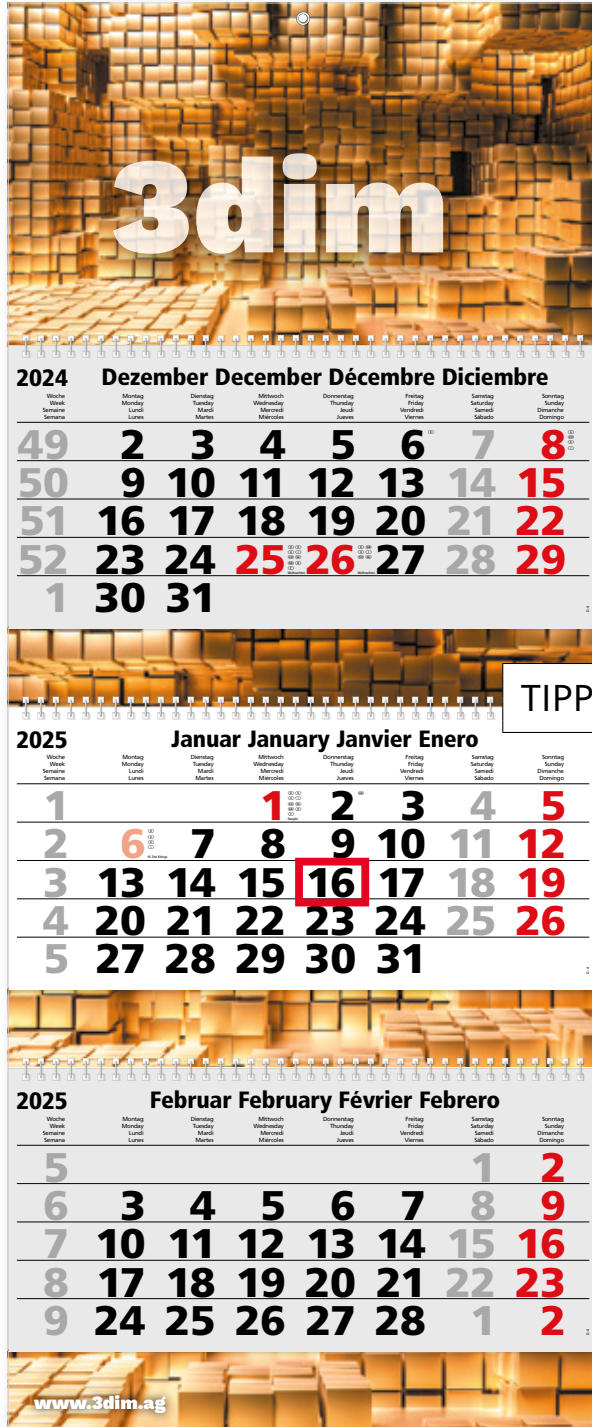 3dim
2024 Dezember December Décembre Diciembre
Woche Montag Dienstag Mittwoch Donnerstag Freitag Samstag Sonntag
Week Monday Tuesday Wednesday Thursday Friday Saturday Sunday
Semaine Lundi Mardi Mercredi Jeudi Vendredi Samedi Dimanche
Semana Lunes Martes Miércoles Jueves Viernes Sábado Domingo
49 2 3 4 5 6 7 8
50 9 10 11 12 13 14 15
51 16 17 18 19 20 21 22
52 23 24 25 26 27 28 29
1 30 31
TIPP
2025 Januar January Janvier Enero
Woche Montag Dienstag Mittwoch Donnerstag Freitag Samstag Sonntag
Week Monday Tuesday Wednesday Thursday Friday Saturday Sunday
Semaine Lundi Mardi Mercredi Jeudi Vendredi Samedi Dimanche
Semana Lunes Martes Miércoles Jueves Viernes Sábado Domingo
1 1 2 3 4 5
2 6 7 8 9 10 11 12
3 13 14 15 16 17 18 19
4 20 21 22 23 24 25 26
5 27 28 29 30 31
2025 Februar February Février Febrero
Woche Montag Dienstag Mittwoch Donnerstag Freitag Samstag Sonntag
Week Monday Tuesday Wednesday Thursday Friday Saturday Sunday
Semaine Lundi Mardi Mercredi Jeudi Vendredi Samedi Dimanche
Semana Lunes Martes Miércoles Jueves Viernes Sábado Domingo
5 1 2
6 3 4 5 6 7 8 9
7 10 11 12 13 14 15 16
8 17 18 19 20 21 22 23
9 24 25 26 27 28 1 2
www.3dim.ag